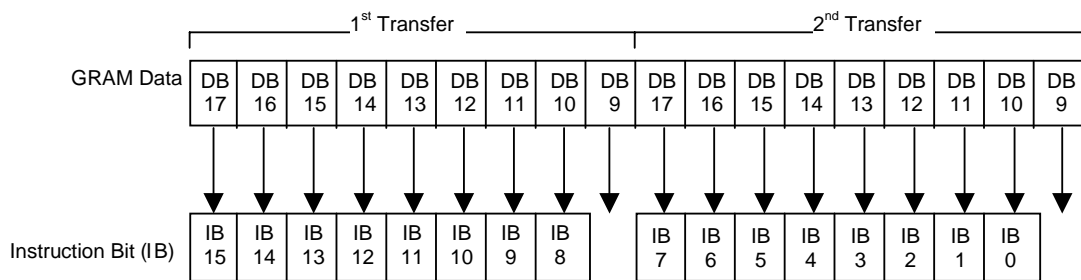 1st Transfer 2nd Transfer
GRAM Data DB 17 DB 16 DB 15 DB 14 DB 13 DB 12 DB 11 DB 10 DB 9 DB 17 DB 16 DB 15 DB 14 DB 13 DB 12 DB 11 DB 10 DB 9
Instruction Bit (IB) IB 15 IB 14 IB 13 IB 12 IB 11 IB 10 IB 9 IB 8 IB 7 IB 6 IB 5 IB 4 IB 3 IB 2 IB 1 IB 0